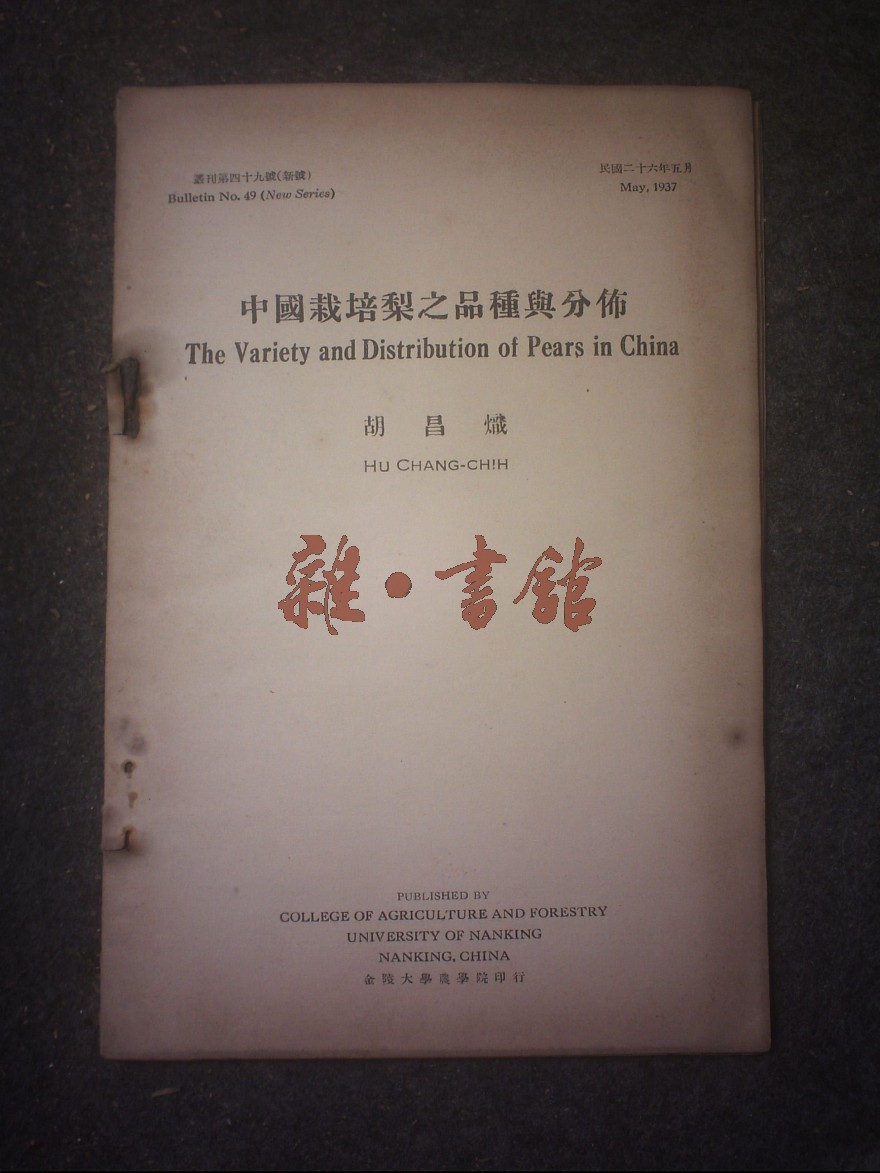 叢刊第四十九號(新號)
Bulletin No. 49 (New Series)
民國二十六年五月
May, 1937
中國栽培梨之品種與分佈
The Variety and Distribution of Pears in China
胡昌熾
HU CHANG-CHIH
雜·書館
PUBLISHED BY
COLLEGE OF AGRICULTURE AND FORESTRY
UNIVERSITY OF NANKING
NANKING, CHINA
金陵大學農學院印行